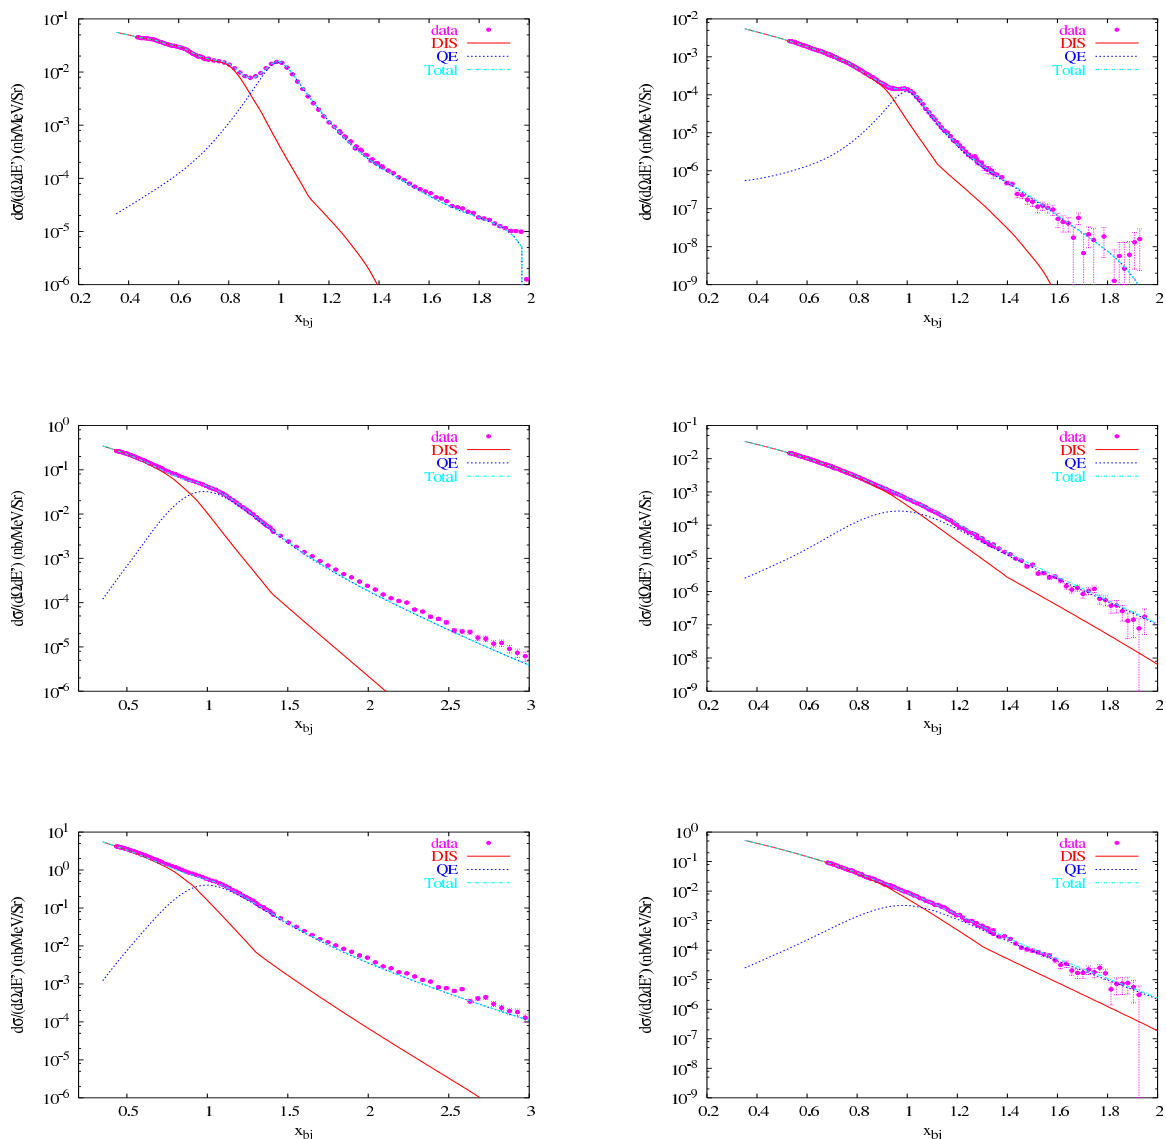 dσ/(dΩdE') (nb/MeV/Sr)
10⁻¹
10⁻²
10⁻³
10⁻⁴
10⁻⁵
10⁻⁶
data
DIS
QE
Total
0.2 0.4 0.6 0.8 1 1.2 1.4 1.6 1.8 2
x_bj
dσ/(dΩdE') (nb/MeV/Sr)
10⁻²
10⁻³
10⁻⁴
10⁻⁵
10⁻⁶
10⁻⁷
10⁻⁸
10⁻⁹
data
DIS
QE
Total
0.2 0.4 0.6 0.8 1 1.2 1.4 1.6 1.8 2
x_bj
dσ/(dΩdE') (nb/MeV/Sr)
10⁰
10⁻¹
10⁻²
10⁻³
10⁻⁴
10⁻⁵
10⁻⁶
data
DIS
QE
Total
0.5 1 1.5 2 2.5 3
x_bj
dσ/(dΩdE') (nb/MeV/Sr)
10⁻¹
10⁻²
10⁻³
10⁻⁴
10⁻⁵
10⁻⁶
10⁻⁷
10⁻⁸
10⁻⁹
data
DIS
QE
Total
0.2 0.4 0.6 0.8 1 1.2 1.4 1.6 1.8 2
x_bj
dσ/(dΩdE') (nb/MeV/Sr)
10¹
10⁰
10⁻¹
10⁻²
10⁻³
10⁻⁴
10⁻⁵
10⁻⁶
data
DIS
QE
Total
0.5 1 1.5 2 2.5 3
x_bj
dσ/(dΩdE') (nb/MeV/Sr)
10⁰
10⁻¹
10⁻²
10⁻³
10⁻⁴
10⁻⁵
10⁻⁶
10⁻⁷
10⁻⁸
10⁻⁹
data
DIS
QE
Total
0.2 0.4 0.6 0.8 1 1.2 1.4 1.6 1.8 2
x_bj